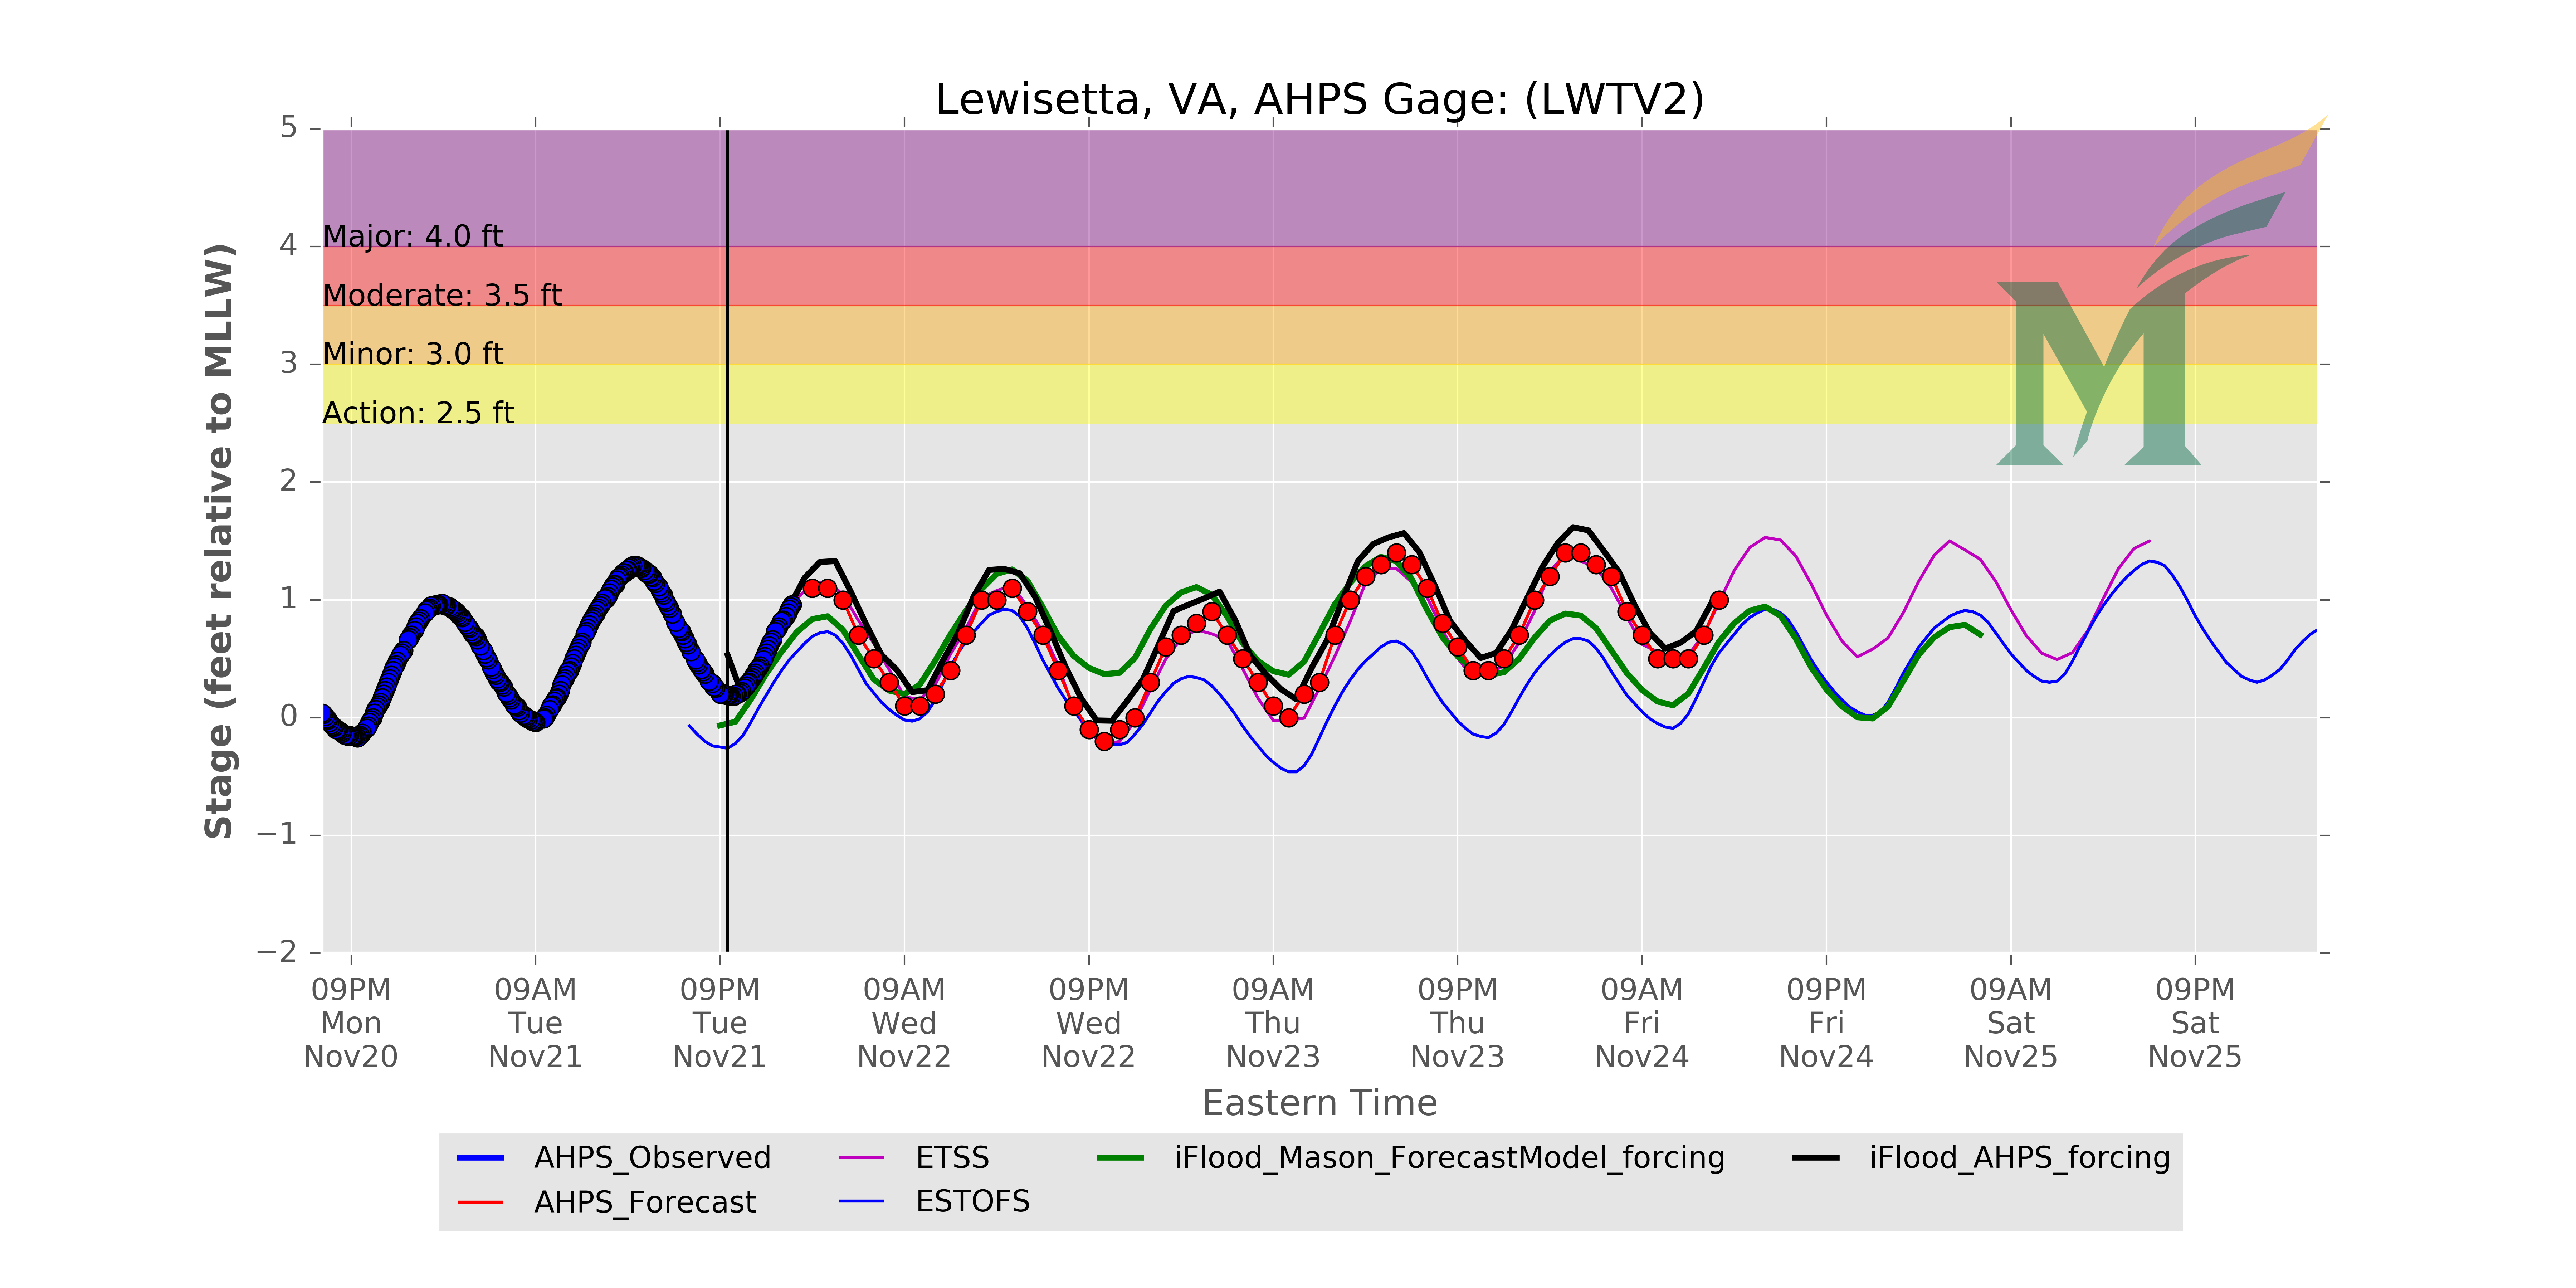 Lewisetta, VA, AHPS Gage: (LWTV2)
Stage (feet relative to MLLW)
5
4
3
2
1
0
−1
−2
Major: 4.0 ft
Moderate: 3.5 ft
Minor: 3.0 ft
Action: 2.5 ft
M
09PM 09AM 09PM 09AM 09PM 09AM 09PM 09AM 09PM 09AM 09PM
Mon Tue Tue Wed Wed Thu Thu Fri Fri Sat Sat
Nov20 Nov21 Nov21 Nov22 Nov22 Nov23 Nov23 Nov24 Nov24 Nov25 Nov25
Eastern Time
AHPS_Observed ETSS iFlood_Mason_ForecastModel_forcing iFlood_AHPS_forcing
AHPS_Forecast ESTOFS